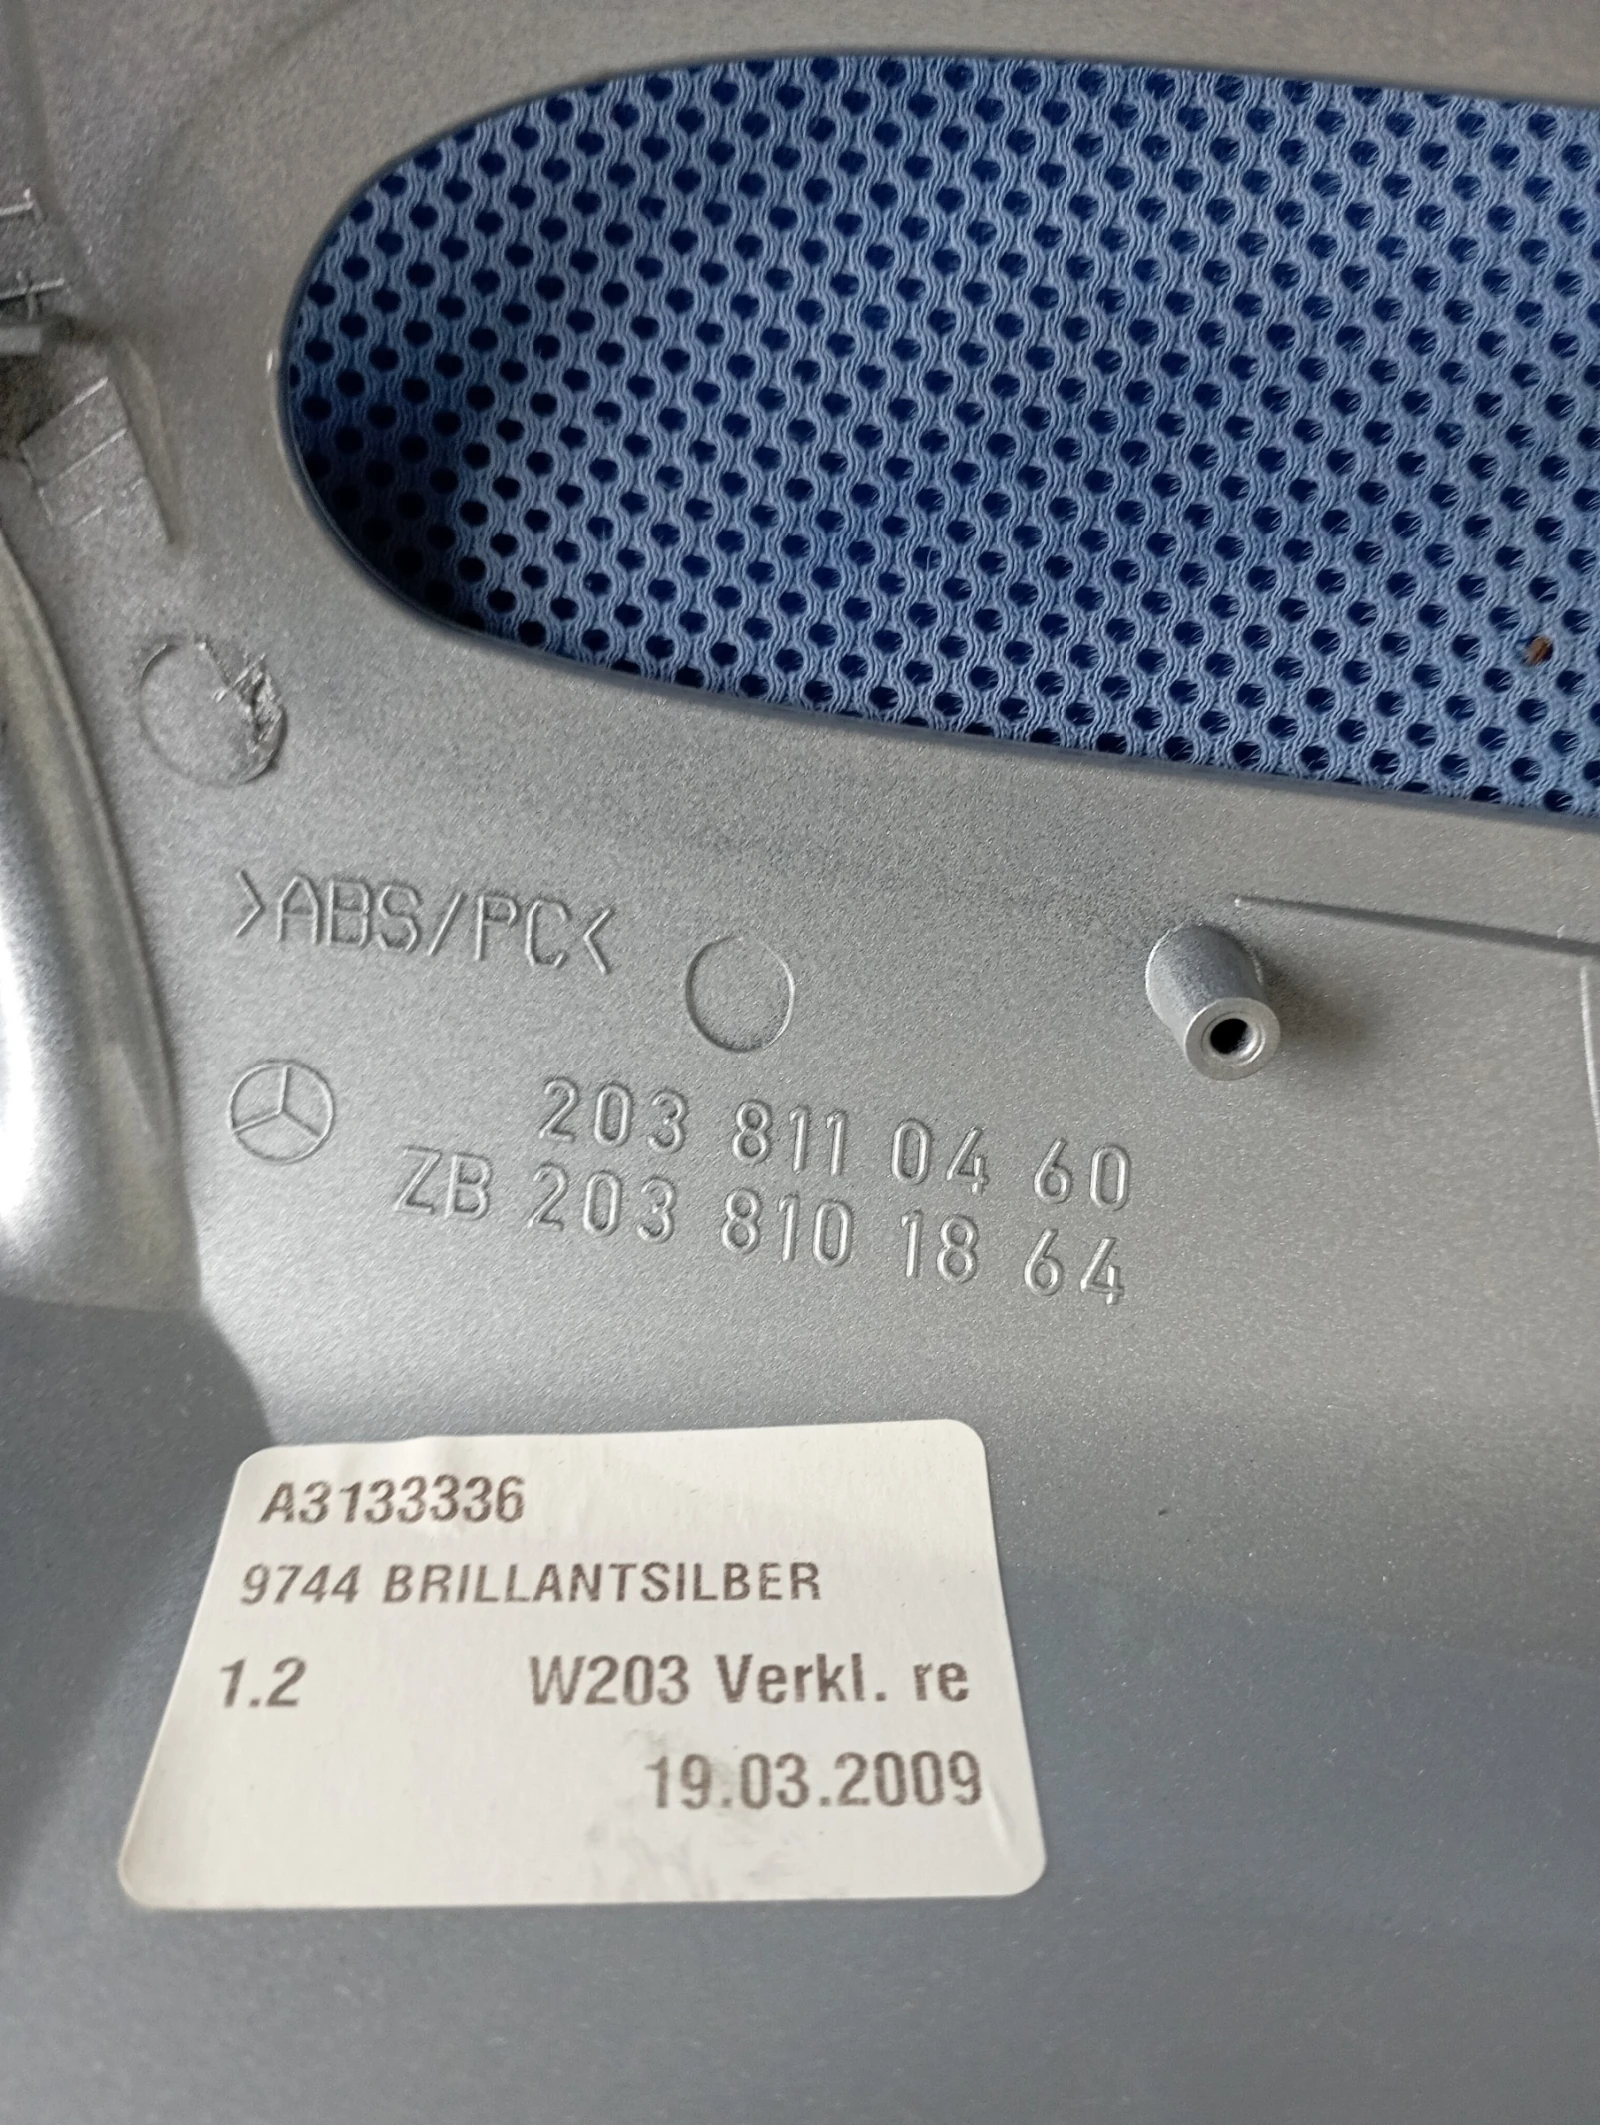 >ABS/PC<
203 811 04 60
ZB 203 810 18 64
A3133336
9744 BRILLANTSILBER
1.2 W203 Verkl. re
19.03.2009